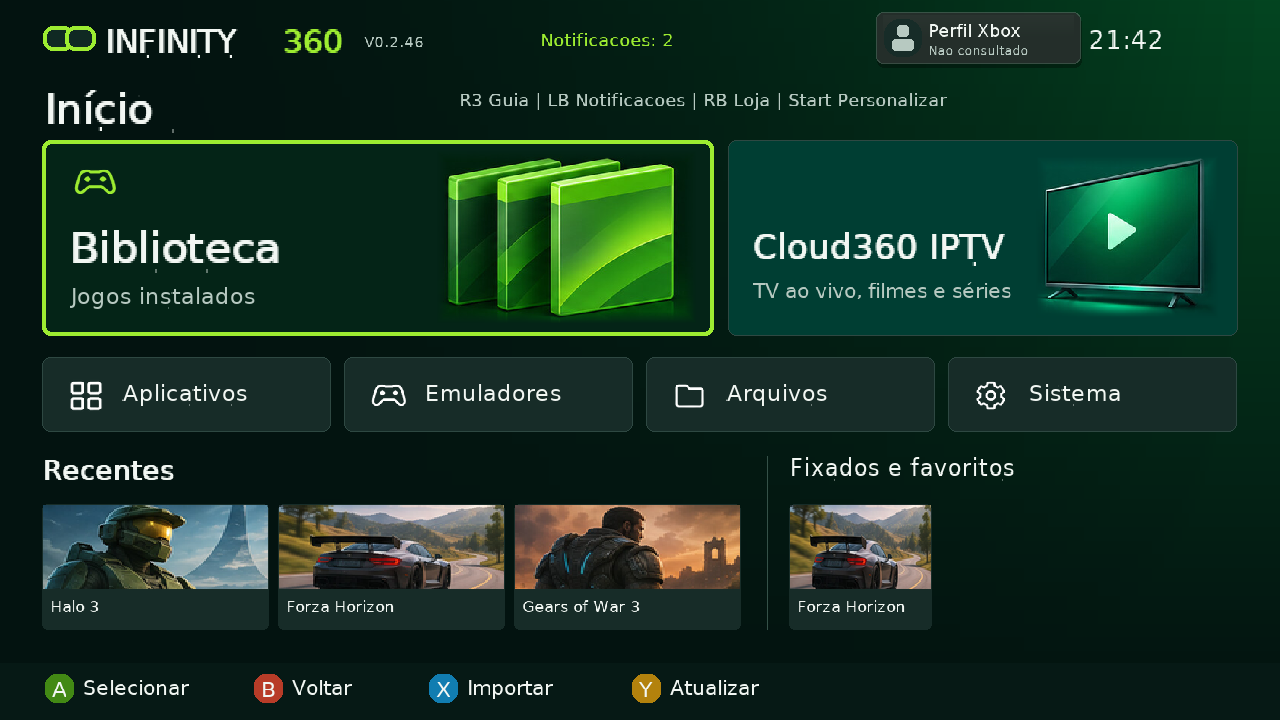 INFINITY 360 V0.2.46 Notificacoes: 2
Perfil Xbox
Nao consultado
21:42
Início
R3 Guia | LB Notificacoes | RB Loja | Start Personalizar
Biblioteca
Jogos instalados
Cloud360 IPTV
TV ao vivo, filmes e séries
Aplicativos
Emuladores
Arquivos
Sistema
Recentes
Halo 3
Forza Horizon
Gears of War 3
Fixados e favoritos
Forza Horizon
A Selecionar
B Voltar
X Importar
Y Atualizar